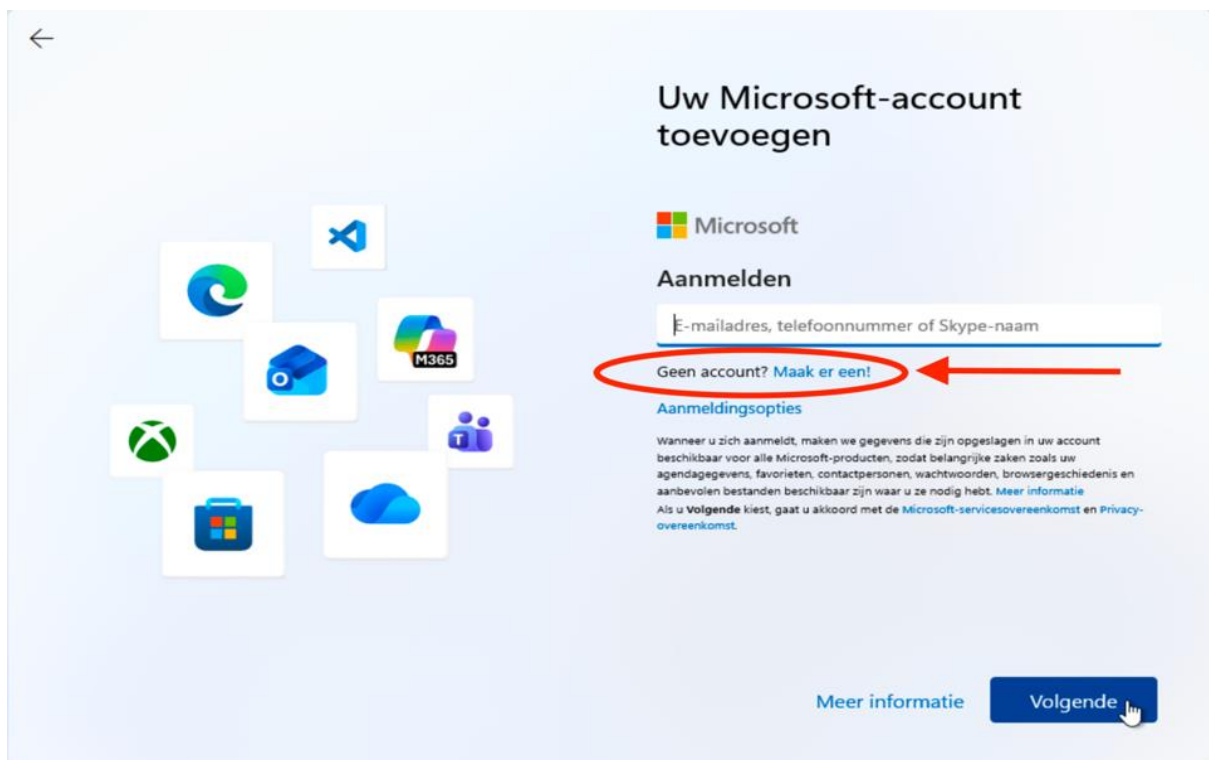 Uw Microsoft-account
toevoegen
Microsoft
Aanmelden
E-mailadres, telefoonnummer of Skype-naam
M365
Geen account? Maak er een!
Aanmeldingsopties
Wanneer u zich aanmeldt, maken we gegevens die zijn opgeslagen in uw account
beschikbaar voor alle Microsoft-producten, zodat belangrijke zaken zoals uw
agendagegevens, favorieten, contactpersonen, wachtwoorden, browsergeschiedenis en
aanbevolen bestanden beschikbaar zijn waar u ze nodig hebt. Meer informatie
Als u Volgende kiest, gaat u akkoord met de Microsoft-servicesovereenkomst en Privacy-
overeenkomst.
Meer informatie
Volgende